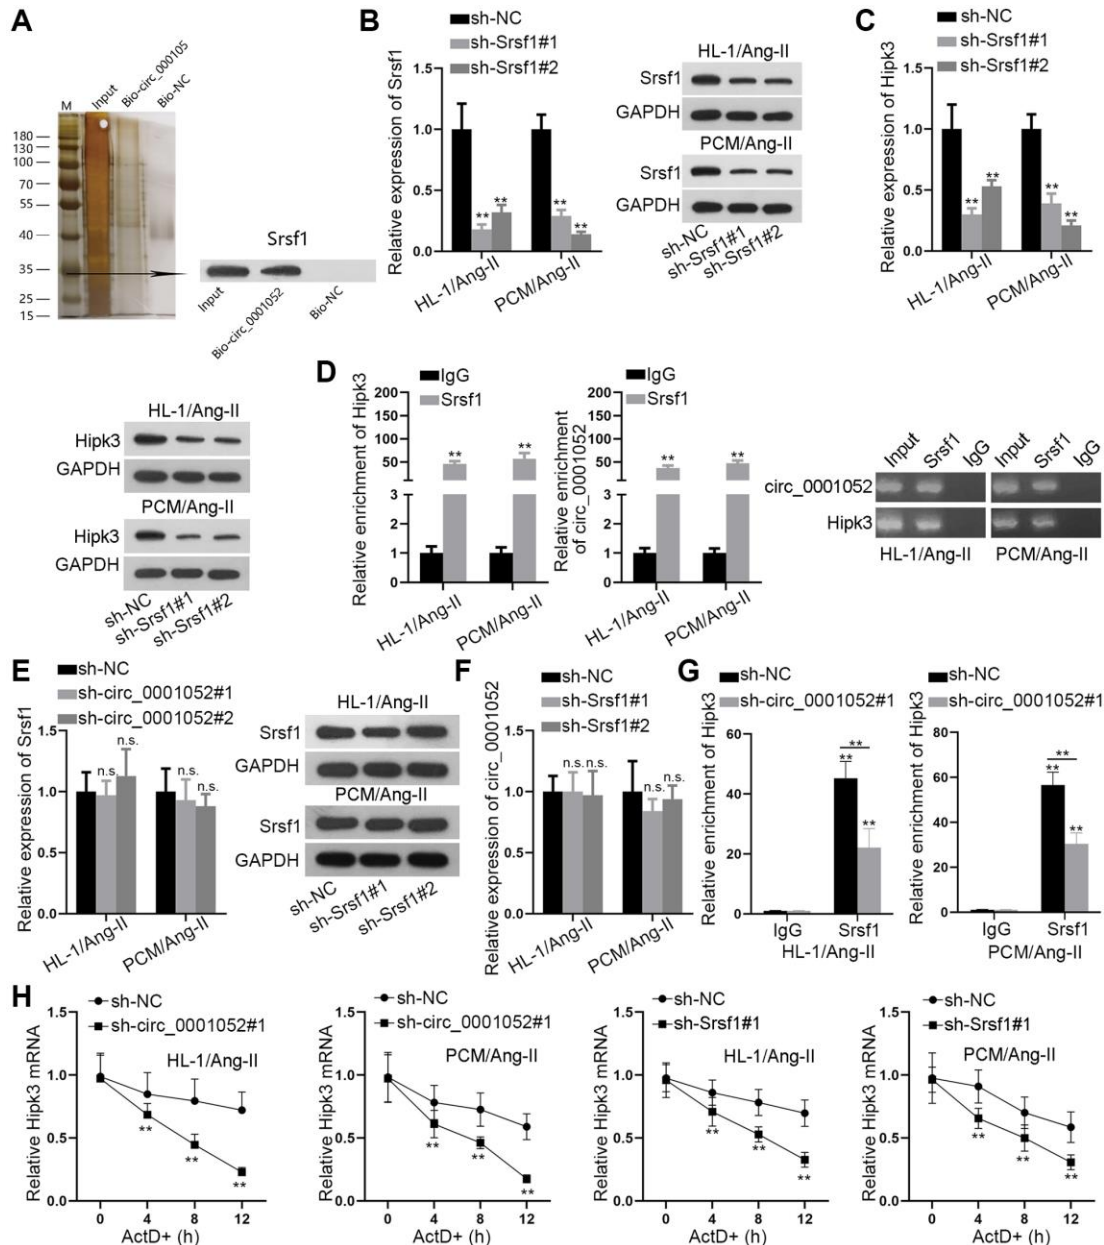 A
M
Input
Bio-circ_000105
Bio-NC
180
130
100
70
55
40
35
25
15
Srsf1
Input
Bio-circ_0001052
Bio-NC
B
sh-NC
sh-Srsf1#1
sh-Srsf1#2
Relative expression of Srsf1
1.5
1.0
0.5
0.0
**
**
**
**
HL-1/Ang-II
PCM/Ang-II
HL-1/Ang-II
Srsf1
GAPDH
PCM/Ang-II
Srsf1
GAPDH
sh-NC
sh-Srsf1#1
sh-Srsf1#2
C
sh-NC
sh-Srsf1#1
sh-Srsf1#2
Relative expression of Hipk3
1.5
1.0
0.5
0.0
**
**
**
**
HL-1/Ang-II
PCM/Ang-II
HL-1/Ang-II
Hipk3
GAPDH
PCM/Ang-II
Hipk3
GAPDH
sh-NC
sh-Srsf1#1
sh-Srsf1#2
D
IgG
Srsf1
Relative enrichment of Hipk3
200
150
100
50
3
2
1
0
**
**
HL-1/Ang-II
PCM/Ang-II
IgG
Srsf1
Relative enrichment
of circ_0001052
200
150
100
50
3
2
1
0
**
**
HL-1/Ang-II
PCM/Ang-II
Input
Srsf1
IgG
Input
Srsf1
IgG
circ_0001052
Hipk3
HL-1/Ang-II
PCM/Ang-II
E
sh-NC
sh-circ_0001052#1
sh-circ_0001052#2
Relative expression of Srsf1
1.5
1.0
0.5
0.0
n.s.
n.s.
n.s.
n.s.
HL-1/Ang-II
PCM/Ang-II
HL-1/Ang-II
Srsf1
GAPDH
PCM/Ang-II
Srsf1
GAPDH
sh-NC
sh-Srsf1#1
sh-Srsf1#2
F
sh-NC
sh-Srsf1#1
sh-Srsf1#2
Relative expression of circ_0001052
1.5
1.0
0.5
0.0
n.s.
n.s.
n.s.
n.s.
HL-1/Ang-II
PCM/Ang-II
G
sh-NC
sh-circ_0001052#1
Relative enrichment of Hipk3
60
40
20
0
**
**
**
IgG
Srsf1
HL-1/Ang-II
sh-NC
sh-circ_0001052#1
Relative enrichment of Hipk3
80
60
40
20
0
**
**
**
IgG
Srsf1
PCM/Ang-II
H
sh-NC
sh-circ_0001052#1
HL-1/Ang-II
Relative Hipk3 mRNA
1.5
1.0
0.5
0.0
**
**
**
0 4 8 12
ActD+ (h)
sh-NC
sh-circ_0001052#1
PCM/Ang-II
Relative Hipk3 mRNA
1.5
1.0
0.5
0.0
**
**
**
0 4 8 12
ActD+ (h)
sh-NC
sh-Srsf1#1
HL-1/Ang-II
Relative Hipk3 mRNA
1.5
1.0
0.5
0.0
**
**
**
0 4 8 12
ActD+ (h)
sh-NC
sh-Srsf1#1
PCM/Ang-II
Relative Hipk3 mRNA
1.5
1.0
0.5
0.0
**
**
**
0 4 8 12
ActD+ (h)